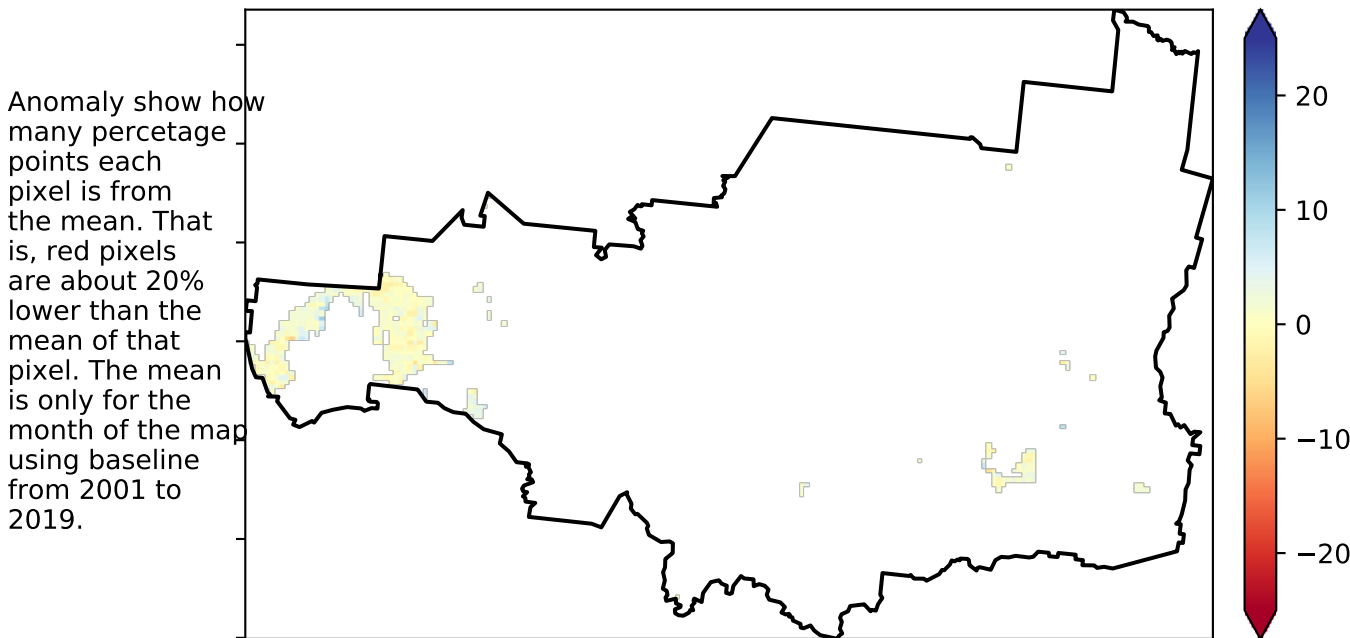 Anomaly show how
many percetage
points each
pixel is from
the mean. That
is, red pixels
are about 20%
lower than the
mean of that
pixel. The mean
is only for the
month of the map
using baseline
from 2001 to
2019.
20
10
0
−10
−20